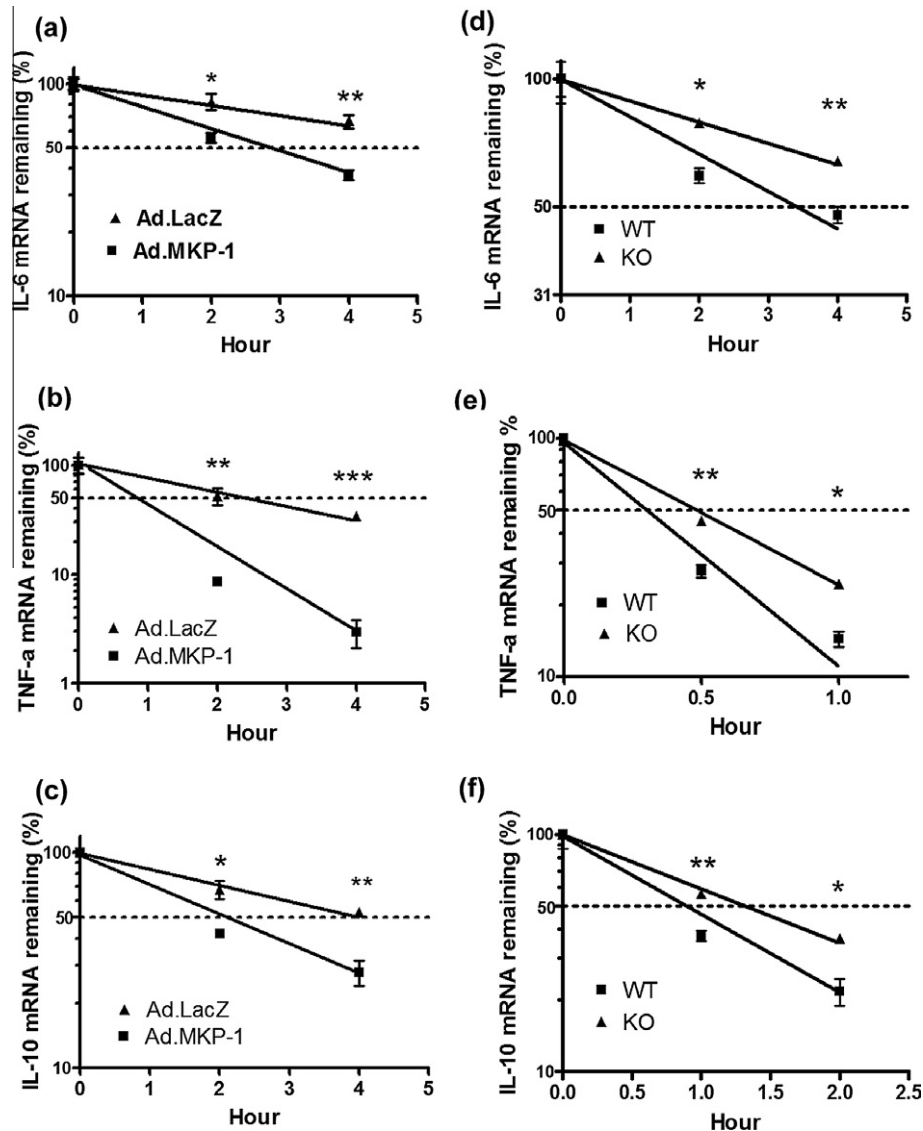 (a)
IL-6 mRNA remaining (%)
100
*
**
50
▲ Ad.LacZ
■ Ad.MKP-1
10
0 1 2 3 4 5
Hour
(b)
TNF-a mRNA remaining (%)
100
**
***
50
10
▲ Ad.LacZ
■ Ad.MKP-1
1
0 1 2 3 4 5
Hour
(c)
IL-10 mRNA remaining (%)
100
*
**
50
▲ Ad.LacZ
■ Ad.MKP-1
10
0 1 2 3 4 5
Hour
(d)
IL-6 mRNA remaining (%)
100
*
**
50
■ WT
▲ KO
31
0 1 2 3 4 5
Hour
(e)
TNF-a mRNA remaining %
100
**
*
50
■ WT
▲ KO
10
0.0 0.5 1.0
Hour
(f)
IL-10 mRNA remaining (%)
100
**
*
50
■ WT
▲ KO
10
0.0 0.5 1.0 1.5 2.0 2.5
Hour